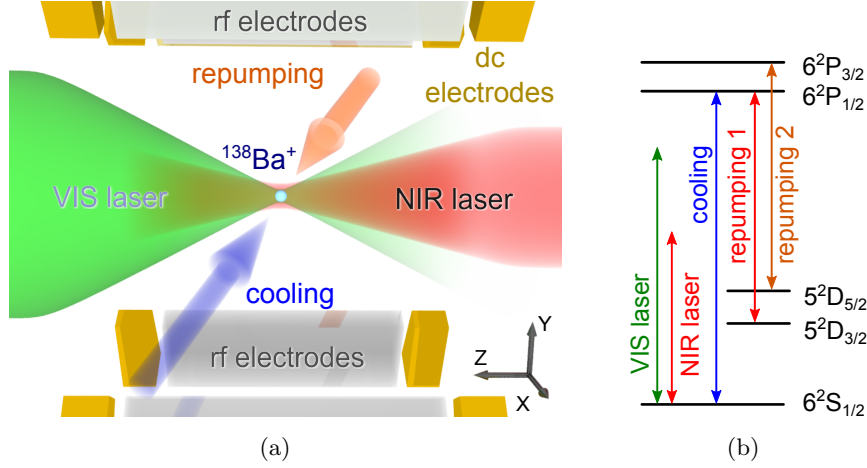 rf electrodes
repumping
dc
electrodes
¹³⁸Ba⁺
VIS laser
NIR laser
cooling
rf electrodes
Y
Z
X
(a)
6²P₃/₂
6²P₁/₂
cooling
repumping 1
repumping 2
VIS laser
NIR laser
5²D₅/₂
5²D₃/₂
6²S₁/₂
(b)